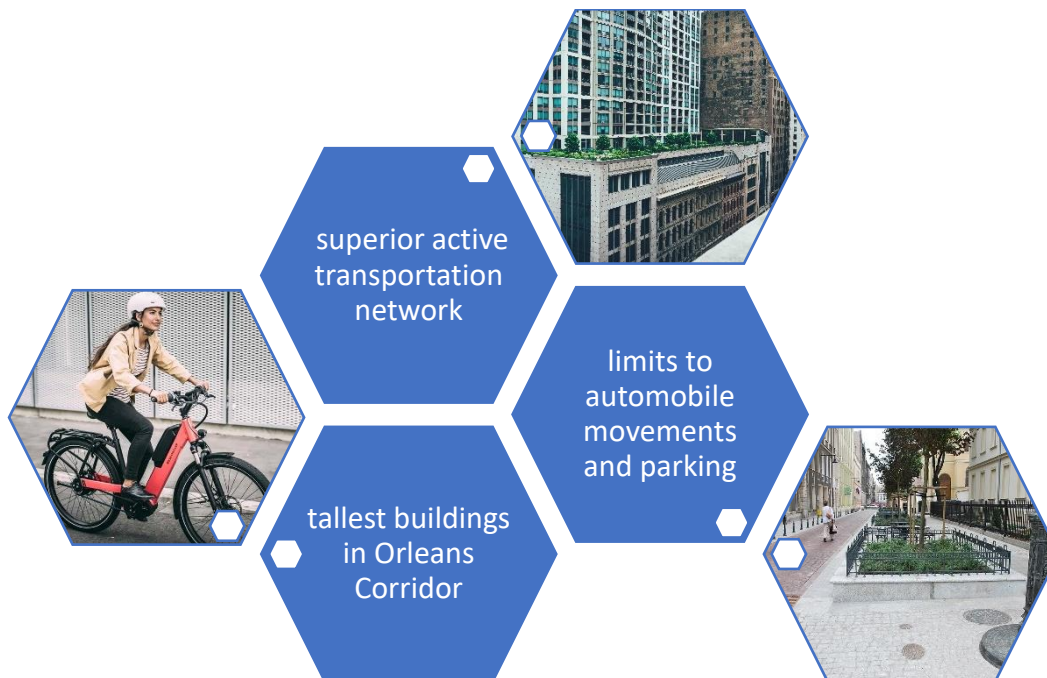 superior active
transportation
network
limits to
automobile
movements
and parking
tallest buildings
in Orleans
Corridor